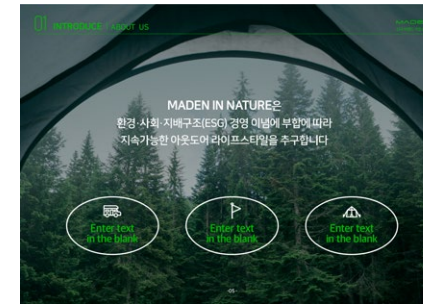 01 INTRODUCE / ABOUT US
MADEN IN NATURE은
환경·사회·지배구조(ESG) 경영 이념에 부합에 따라
지속가능한 아웃도어 라이프스타일을 추구합니다
Enter text
in the blank
Enter text
in the blank
Enter text
in the blank